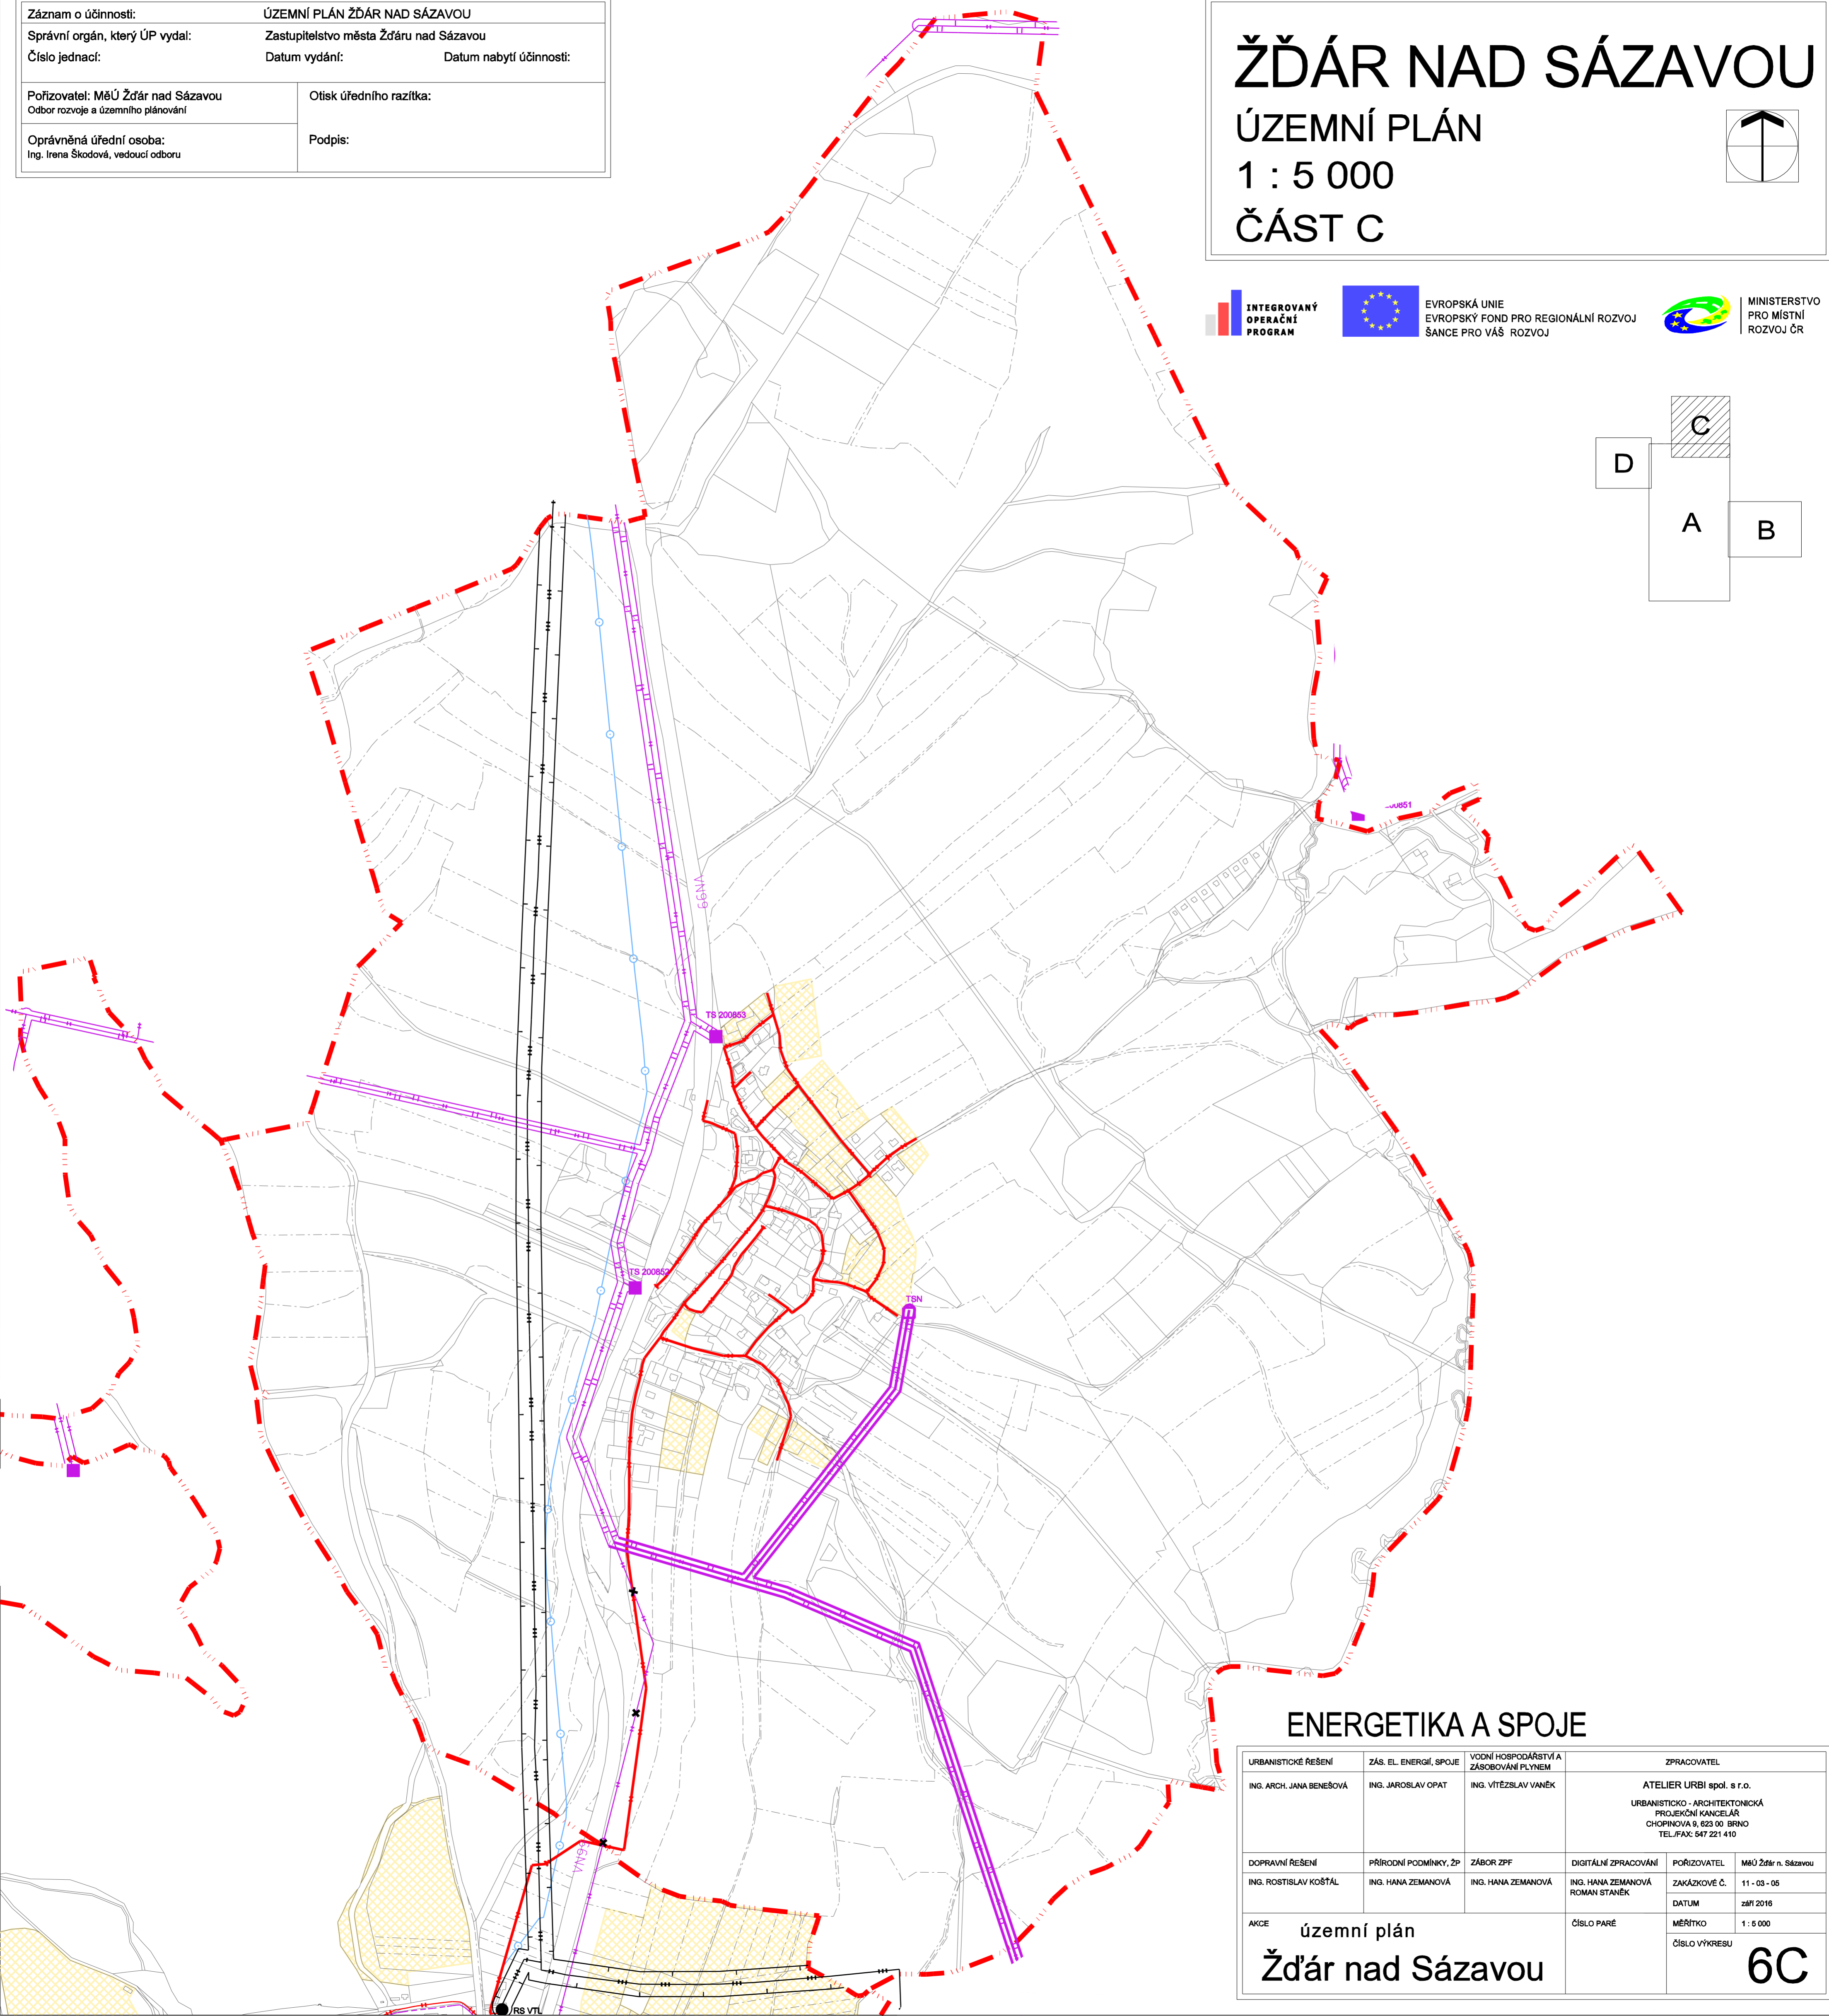 Záznam o účinnosti: ÚZEMNÍ PLÁN ŽĎÁR NAD SÁZAVOU
Správní orgán, který ÚP vydal: Zastupitelstvo města Žďáru nad Sázavou
Číslo jednací: Datum vydání: Datum nabytí účinnosti:
Pořizovatel: MěÚ Žďár nad Sázavou
Odbor rozvoje a územního plánování
Otisk úředního razítka:
Oprávněná úřední osoba:
Ing. Irena Škodová, vedoucí odboru
Podpis:
ŽĎÁR NAD SÁZAVOU
ÚZEMNÍ PLÁN
1 : 5 000
ČÁST C
INTEGROVANÝ
OPERAČNÍ
PROGRAM
EVROPSKÁ UNIE
EVROPSKÝ FOND PRO REGIONÁLNÍ ROZVOJ
ŠANCE PRO VÁŠ ROZVOJ
MINISTERSTVO
PRO MÍSTNÍ
ROZVOJ ČR
C
D
A
B
00851
VN99
TS 200853
TS 200852
TSN
VN99
RS VTL
ENERGETIKA A SPOJE
URBANISTICKÉ ŘEŠENÍ
ING. ARCH. JANA BENEŠOVÁ
ZÁS. EL. ENERGIÍ, SPOJE
ING. JAROSLAV OPAT
VODNÍ HOSPODÁŘSTVÍ A
ZÁSOBOVÁNÍ PLYNEM
ING. VÍTĚZSLAV VANĚK
ZPRACOVATEL
ATELIER URBI spol. s r.o.
URBANISTICKO - ARCHITEKTONICKÁ
PROJEKČNÍ KANCELÁŘ
CHOPINOVA 9, 623 00 BRNO
TEL./FAX: 547 221 410
DOPRAVNÍ ŘEŠENÍ
ING. ROSTISLAV KOŠŤÁL
PŘÍRODNÍ PODMÍNKY, ŽP
ING. HANA ZEMANOVÁ
ZÁBOR ZPF
ING. HANA ZEMANOVÁ
DIGITÁLNÍ ZPRACOVÁNÍ
ING. HANA ZEMANOVÁ
ROMAN STANĚK
POŘIZOVATEL MěÚ Žďár n. Sázavou
ZAKÁZKOVÉ Č. 11 - 03 - 05
DATUM září 2016
AKCE
územní plán
Žďár nad Sázavou
ČÍSLO PARÉ
MĚŘÍTKO 1 : 5 000
ČÍSLO VÝKRESU
6C